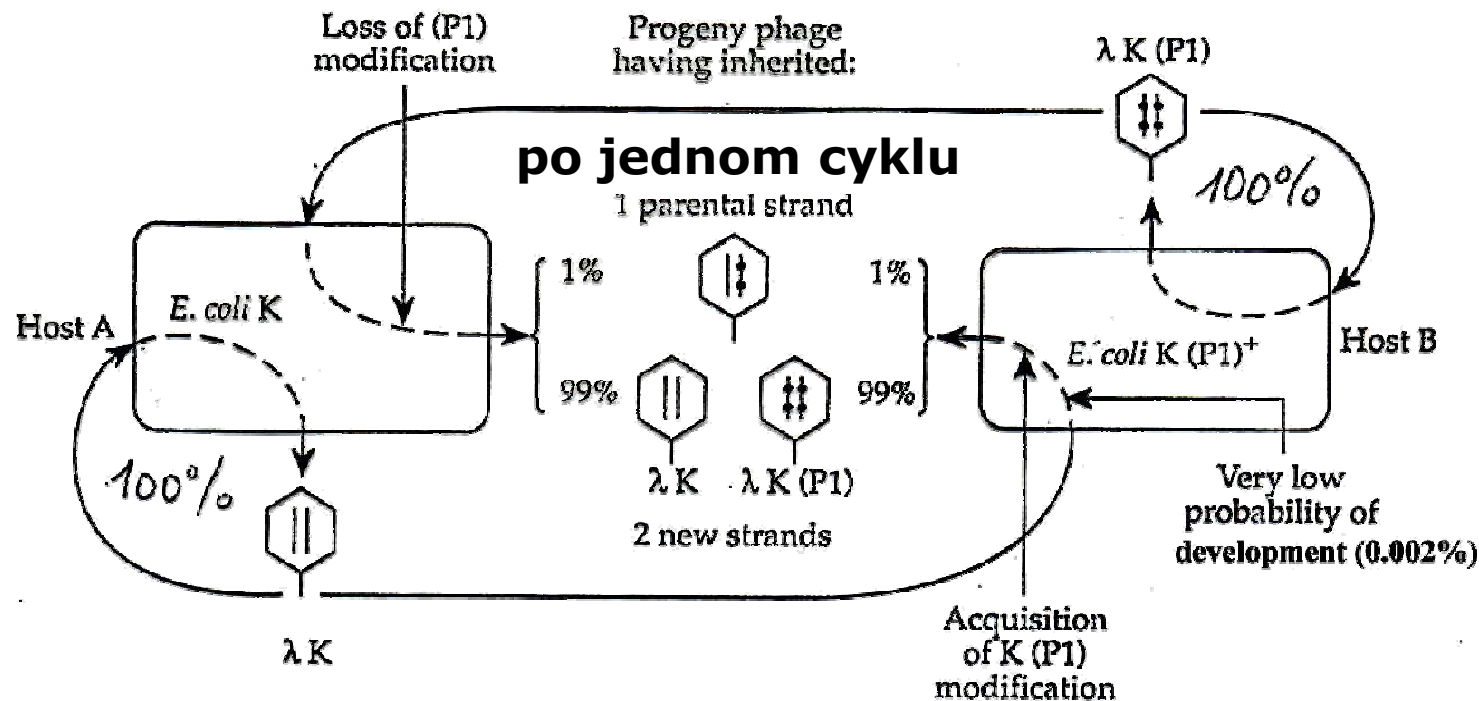 Loss of (P1)
modification
Progeny phage
having inherited:
λ K (P1)
po jednom cyklu
1 parental strand
100%
1%
1%
E. coli K
Host A
Host B
E. coli K (P1)+
99%
99%
100%
λ K
λ K (P1)
2 new strands
Very low
probability of
development (0.002%)
λ K
Acquisition
of K (P1)
modification